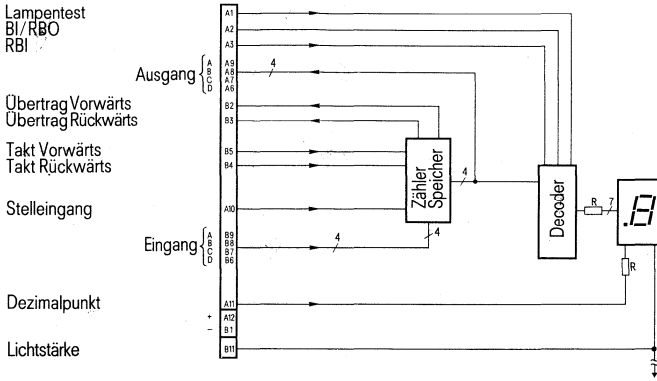 Lampentest A1
BI/RBO A2
RBI A3
Ausgang A B C D A9 A8 A7 A6 4
Übertrag Vorwärts B2
Übertrag Rückwärts B3
Takt Vorwärts B5
Takt Rückwärts B4
Zähler Speicher 4
Decoder R 7
Stelleingang A10
Eingang A B C D B9 B8 B7 B6 4 4
R
Dezimalpunkt A11
+ A12
− B1
Lichtstärke B11